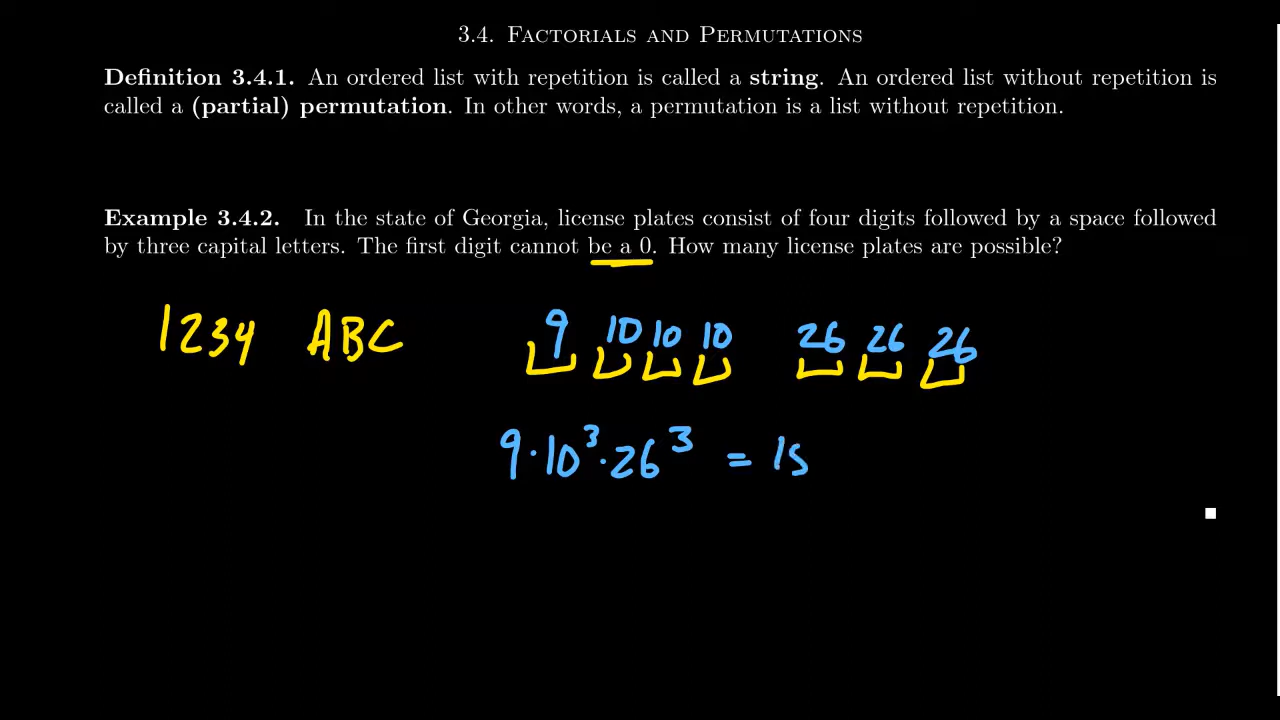 3.4. FACTORIALS AND PERMUTATIONS
Definition 3.4.1. An ordered list with repetition is called a string. An ordered list without repetition is
called a (partial) permutation. In other words, a permutation is a list without repetition.
Example 3.4.2. In the state of Georgia, license plates consist of four digits followed by a space followed
by three capital letters. The first digit cannot be a 0. How many license plates are possible?
1234 ABC 9 10 10 10 26 26 26
9·10³·26³ = 15